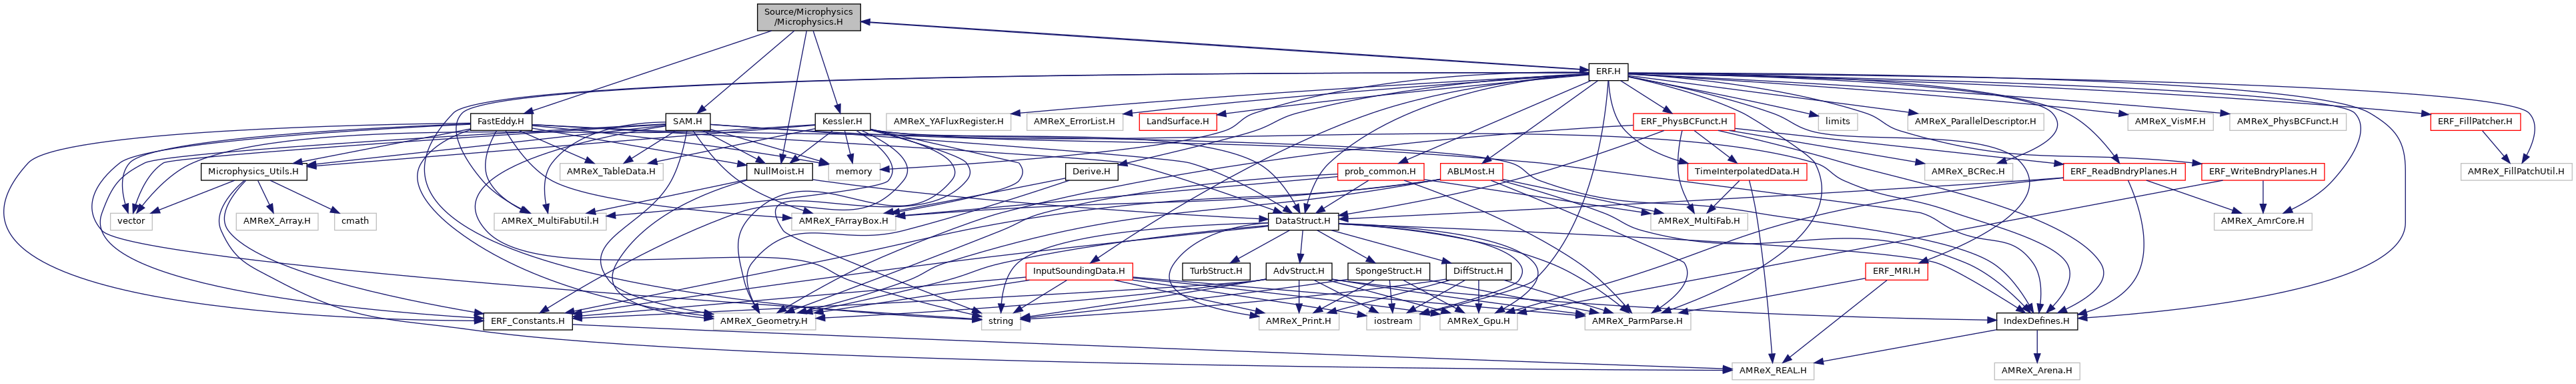 Source/Microphysics
/Microphysics.H
ERF.H
FastEddy.H
SAM.H
Kessler.H
AMReX_YAFluxRegister.H
AMReX_ErrorList.H
LandSurface.H
ERF_PhysBCFunct.H
limits
AMReX_ParallelDescriptor.H
AMReX_VisMF.H
AMReX_PhysBCFunct.H
ERF_FillPatcher.H
Microphysics_Utils.H
AMReX_TableData.H
NullMoist.H
memory
Derive.H
prob_common.H
ABLMost.H
TimeInterpolatedData.H
AMReX_BCRec.H
ERF_ReadBndryPlanes.H
ERF_WriteBndryPlanes.H
AMReX_FillPatchUtil.H
vector
AMReX_Array.H
cmath
AMReX_MultiFabUtil.H
AMReX_FArrayBox.H
DataStruct.H
AMReX_MultiFab.H
AMReX_AmrCore.H
InputSoundingData.H
TurbStruct.H
AdvStruct.H
SpongeStruct.H
DiffStruct.H
ERF_MRI.H
ERF_Constants.H
AMReX_Geometry.H
string
AMReX_Print.H
iostream
AMReX_Gpu.H
AMReX_ParmParse.H
IndexDefines.H
AMReX_REAL.H
AMReX_Arena.H